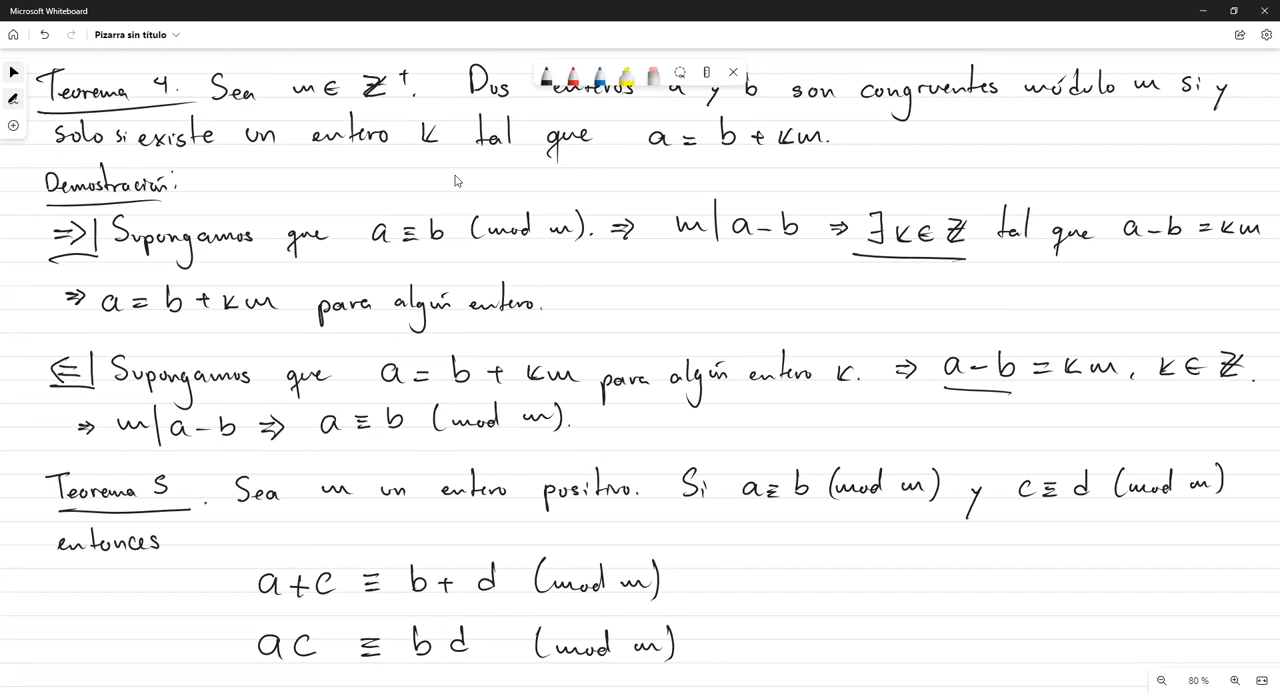 Microsoft Whiteboard
Pizarra sin título
Teorema 4. Sea m ∈ ℤ⁺. Dos enteros a y b son congruentes módulo m si y
solo si existe un entero k tal que a = b + km.
Demostración:
⇒| Supongamos que a ≡ b (mod m). ⇒ m | a - b ⇒ ∃ k ∈ ℤ tal que a - b = km
⇒ a = b + km para algún entero.
⇐| Supongamos que a = b + km para algún entero k. ⇒ a - b = km, k ∈ ℤ.
⇒ m | a - b ⇒ a ≡ b (mod m).
Teorema 5. Sea m un entero positivo. Si a ≡ b (mod m) y c ≡ d (mod m)
entonces
a + c ≡ b + d (mod m)
ac ≡ bd (mod m)
80 %